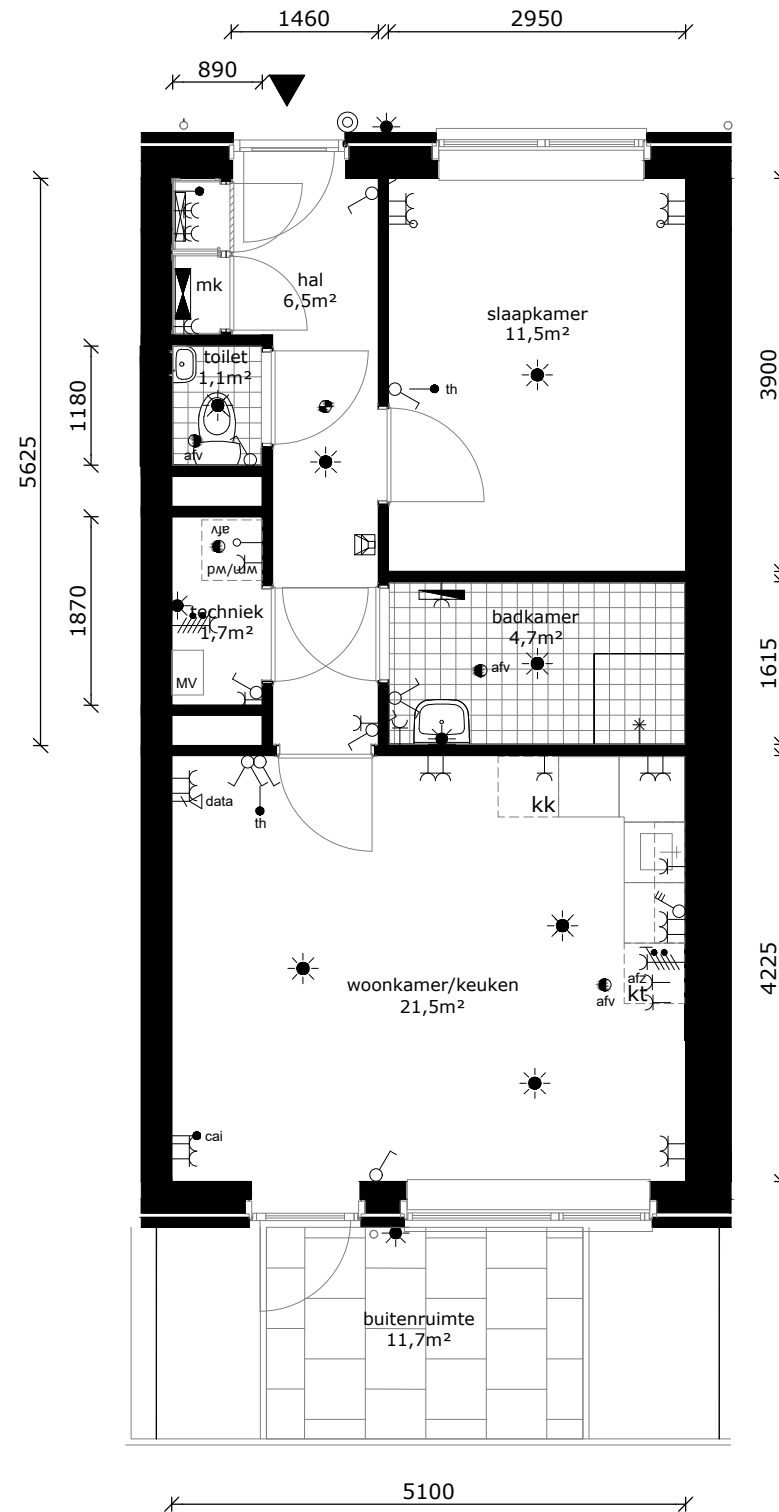 1460
2950
890
mk
hal
6,5m²
slaapkamer
11,5m²
3900
toilet
1,1m²
th
afv
1180
5625
afv
wm/wd
techniek
1,7m²
MV
1870
badkamer
4,7m²
afv
1615
data
th
kk
woonkamer/keuken
21,5m²
afv
afz
kt
4225
cai
buitenruimte
11,7m²
5100